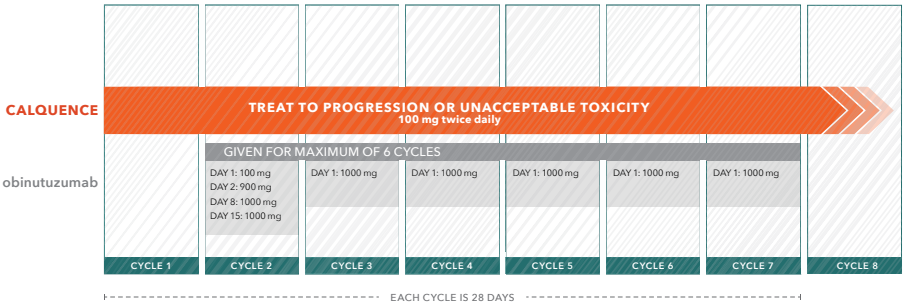 CALQUENCE
TREAT TO PROGRESSION OR UNACCEPTABLE TOXICITY
100 mg twice daily
GIVEN FOR MAXIMUM OF 6 CYCLES
obinutuzumab
DAY 1: 100 mg
DAY 2: 900 mg
DAY 8: 1000 mg
DAY 15: 1000 mg
DAY 1: 1000 mg
DAY 1: 1000 mg
DAY 1: 1000 mg
DAY 1: 1000 mg
DAY 1: 1000 mg
CYCLE 1
CYCLE 2
CYCLE 3
CYCLE 4
CYCLE 5
CYCLE 6
CYCLE 7
CYCLE 8
EACH CYCLE IS 28 DAYS